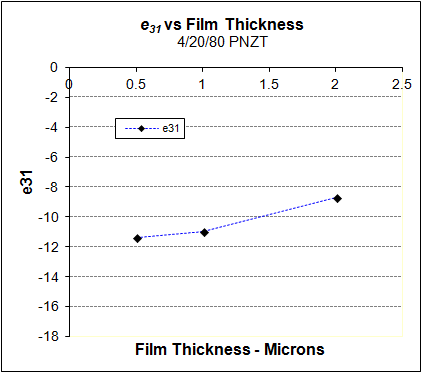 e31 vs Film Thickness
4/20/80 PNZT
0
0 0.5 1 1.5 2 2.5
-2
-4
e31
-6
-8
-10
-12
-14
-16
-18
e31
Film Thickness - Microns